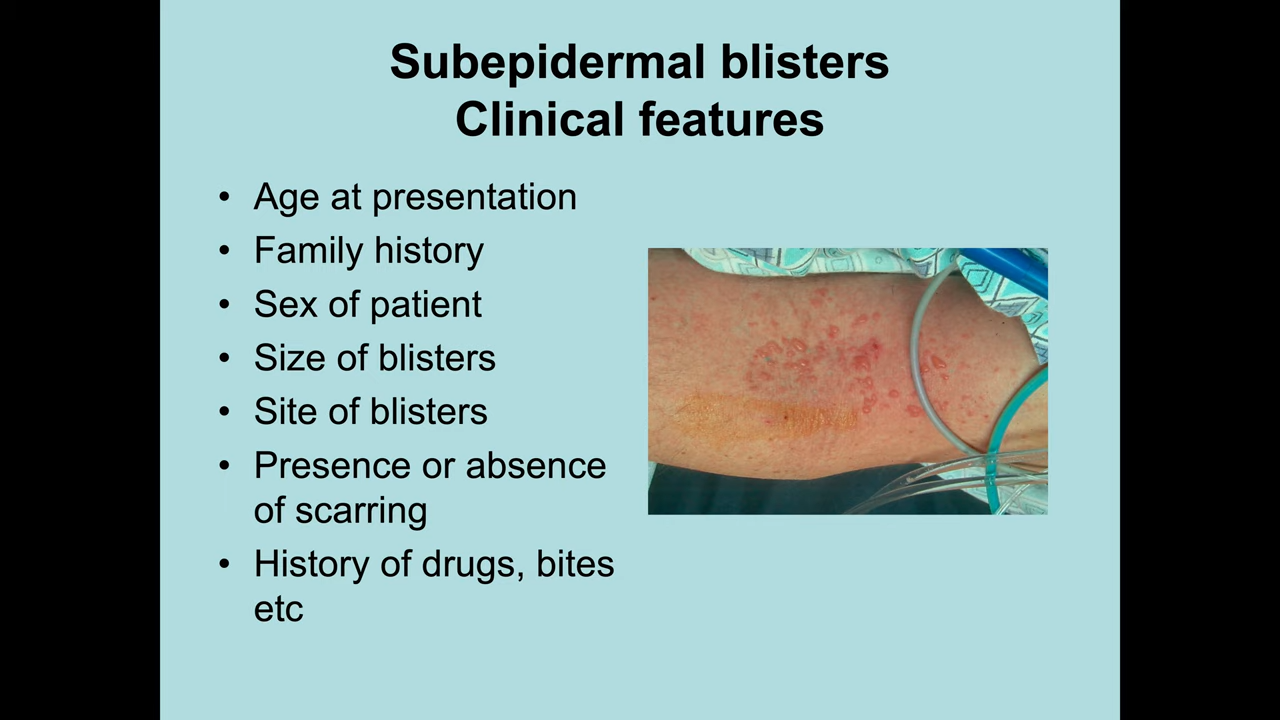 Subepidermal blisters
Clinical features
• Age at presentation
• Family history
• Sex of patient
• Size of blisters
• Site of blisters
• Presence or absence
of scarring
• History of drugs, bites
etc